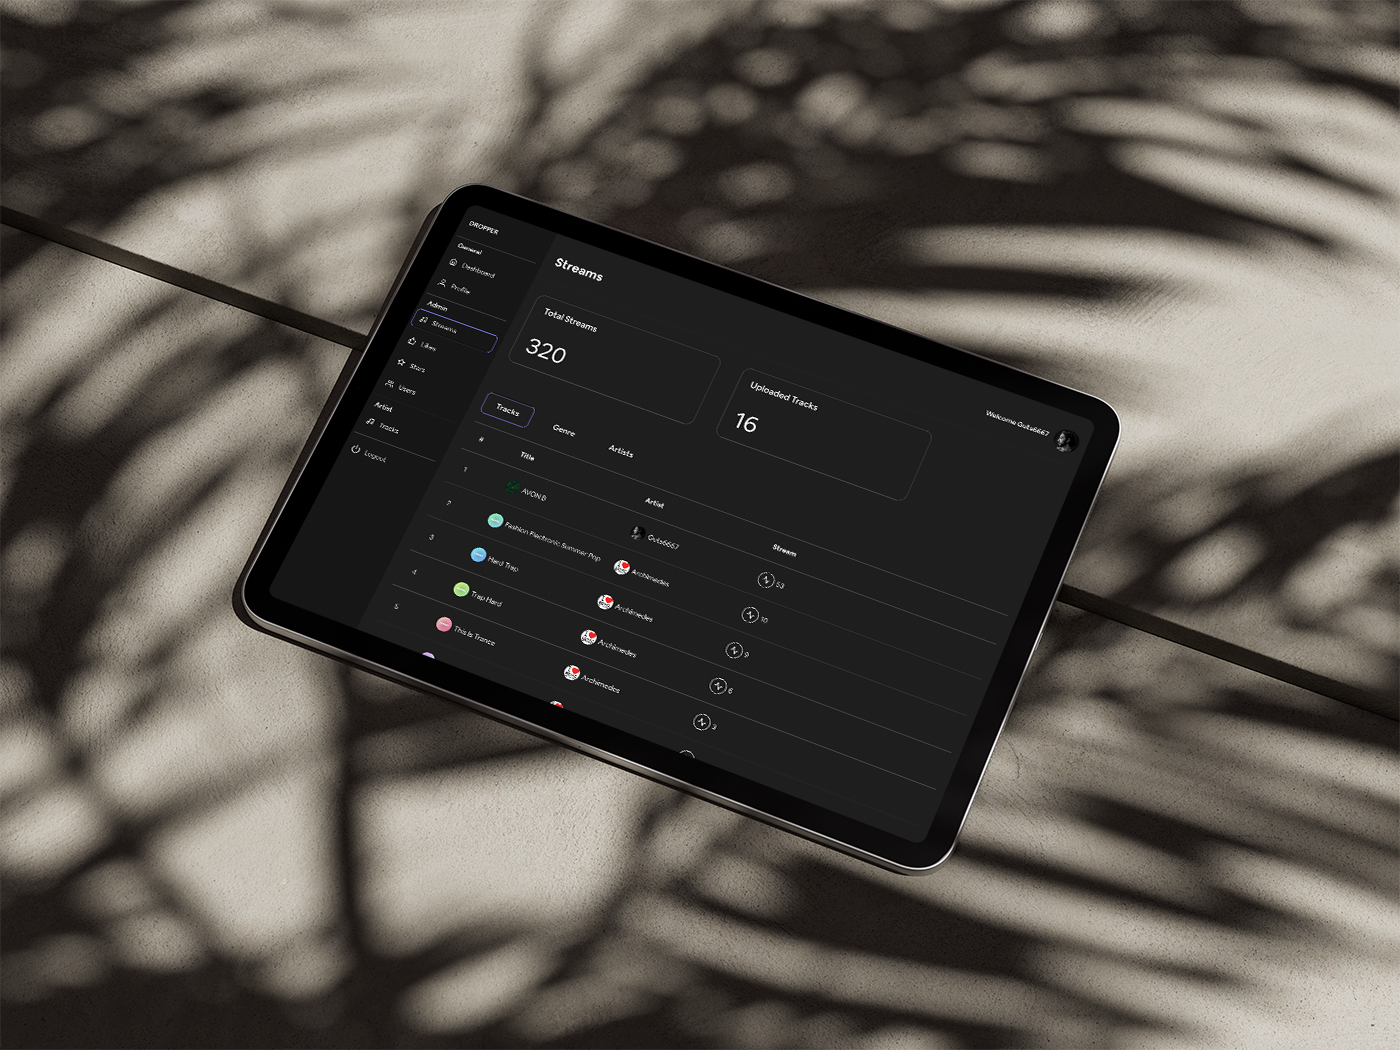 DROPPER
General
Dashboard
Profile
Admin
Streams
Likes
Stars
Users
Artist
Tracks
Logout
Streams
Welcome Guts6667
Total Streams
320
Uploaded Tracks
16
Tracks Genre Artists
# Title Artist Stream
1 AVON B Guts6667 53
2 Fashion Electronic Summer Pop Archimedes 10
3 Hard Trap Archimedes 9
4 Trap Hard Archimedes 6
5 This Is Trance Archimedes 3